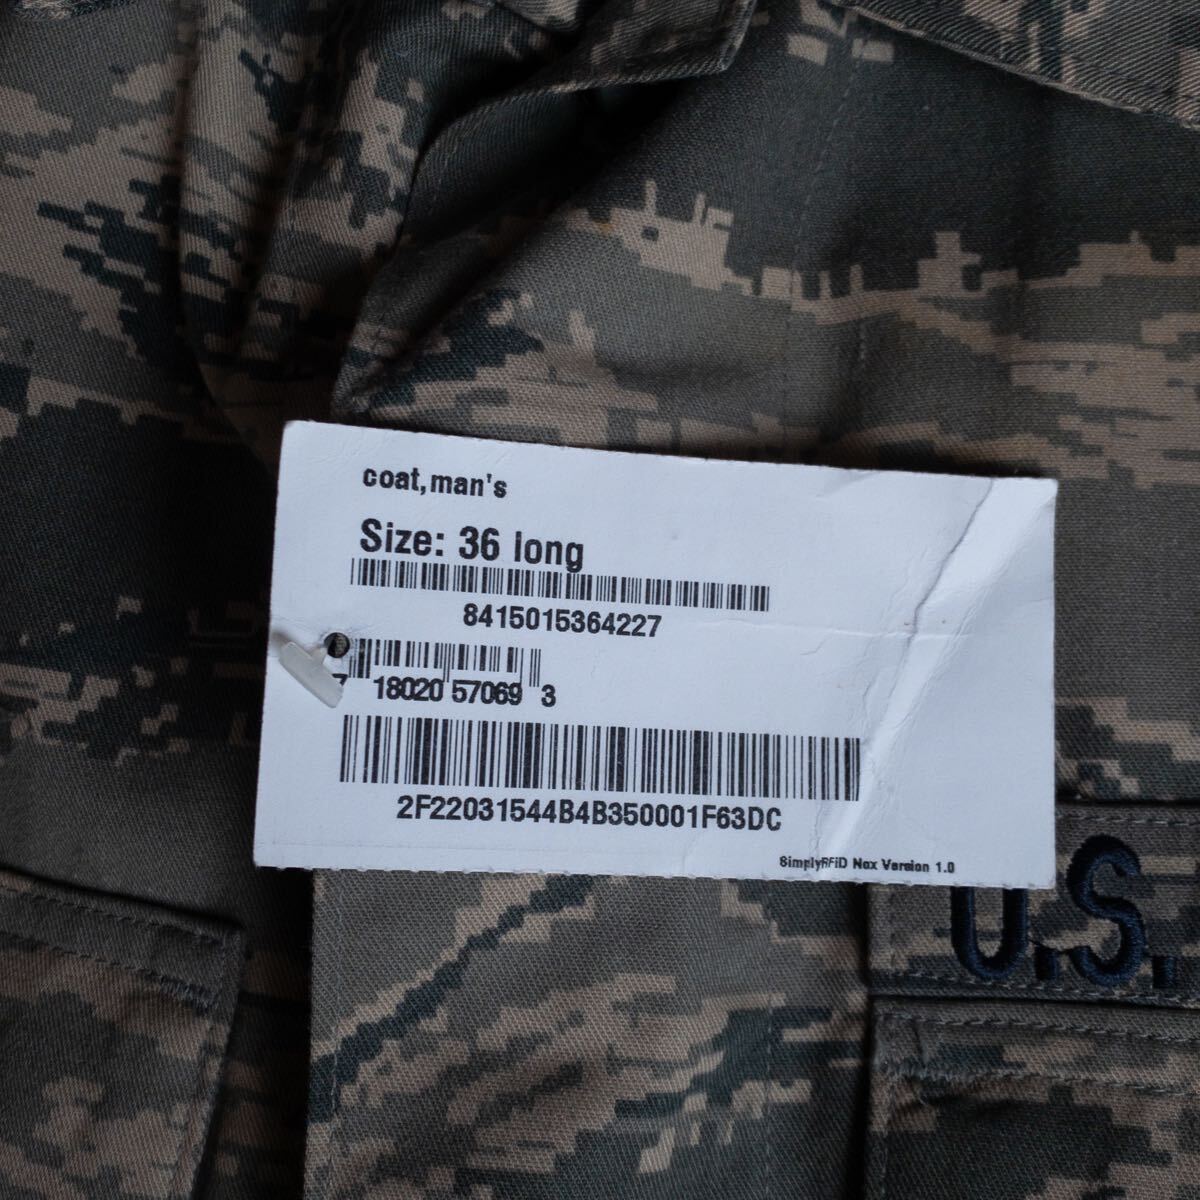 coat,man's
Size: 36 long
8415015364227
7 18020 57069 3
2F22031544B4B350001F63DC
SimplyRFiD Nox Version 1.0
U.S.